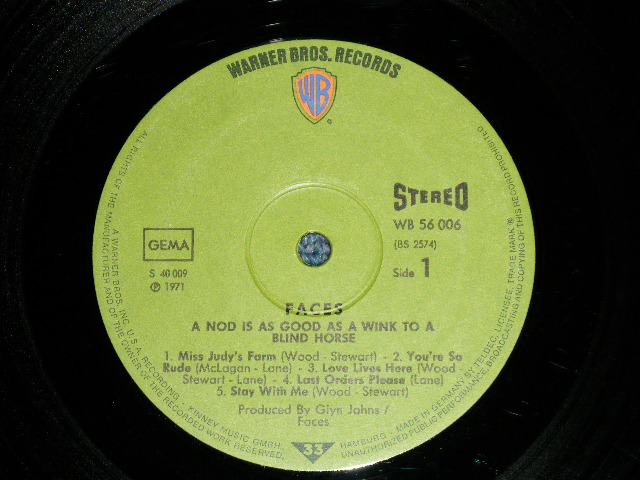 WARNER BROS. RECORDS
WB
®
STEREO
WB 56 006
(BS 2574)
Side 1
GEMA
S 40 009
℗ 1971
FACES
A NOD IS AS GOOD AS A WINK TO A
BLIND HORSE
1. Miss Judy's Farm (Wood - Stewart) - 2. You're So
Rude (McLagan - Lane) - 3. Love Lives Here (Wood -
Stewart - Lane) - 4. Last Orders Please (Lane)
5. Stay With Me (Wood - Stewart)
Produced By Glyn Johns /
Faces
33
ALL RIGHTS OF THE MANUFACTURER AND OF THE OWNER OF THE RECORDED WORK RESERVED.
UNAUTHORIZED PUBLIC PERFORMANCE, BROADCASTING AND COPYING OF THIS RECORD PROHIBITED
A WARNER BROS. INC. U.S.A. RECORDING - KINNEY MUSIC GMBH,
HAMBURG - MADE IN GERMANY BY TELDEC, LICENSEE, TRADE MARK ®